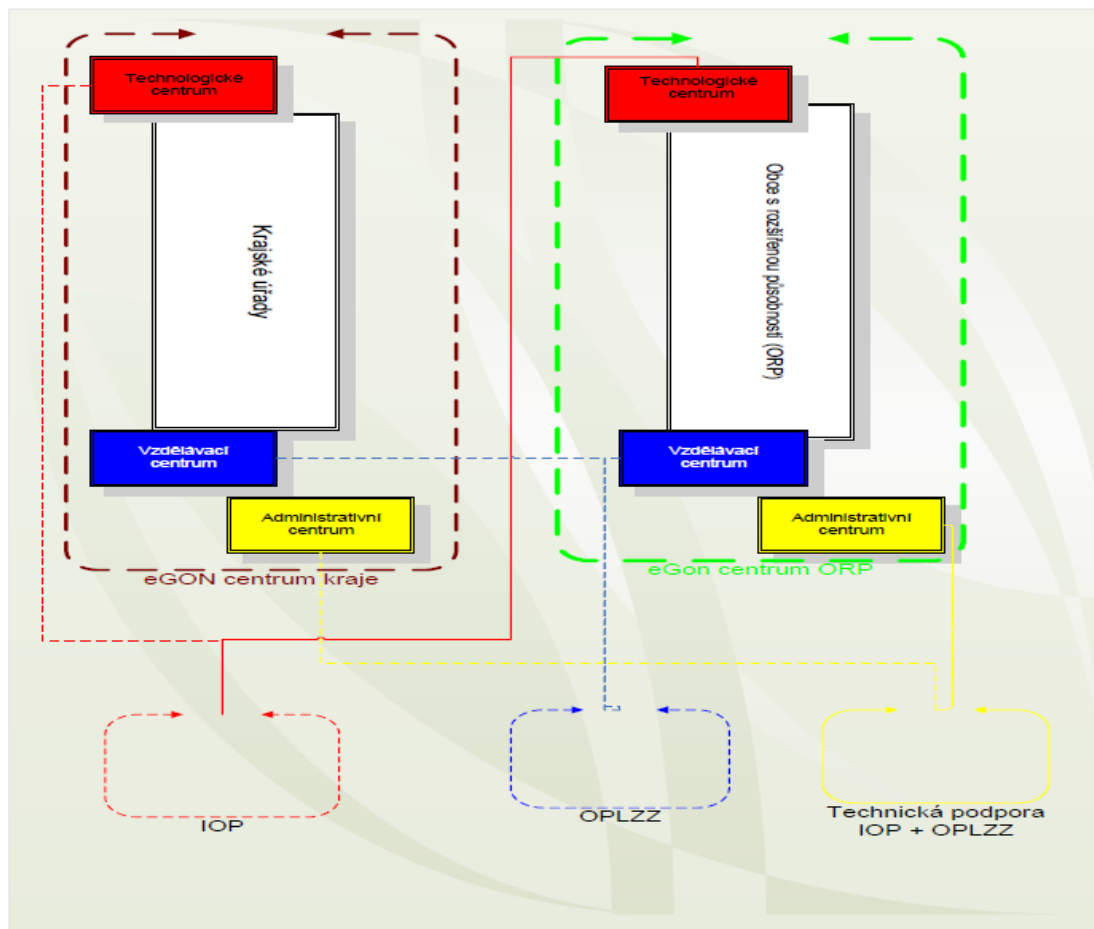 Technologické
centrum
Krajské úřady
Vzdělávací
centrum
Administrativní
centrum
eGON centrum kraje
Technologické
centrum
Obce s rozšířenou působností (ORP)
Vzdělávací
centrum
Administrativní
centrum
eGon centrum ORP
IOP
OPLZZ
Technická podpora
IOP + OPLZZ